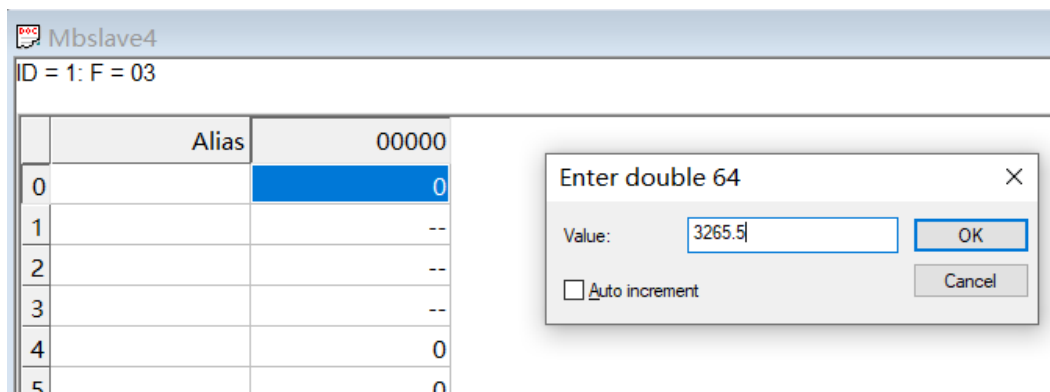 Mbslave4
ID = 1: F = 03
Alias 00000
0 0
1 --
2 --
3 --
4 0
5 0
Enter double 64
Value: 3265.5
OK
Auto increment
Cancel